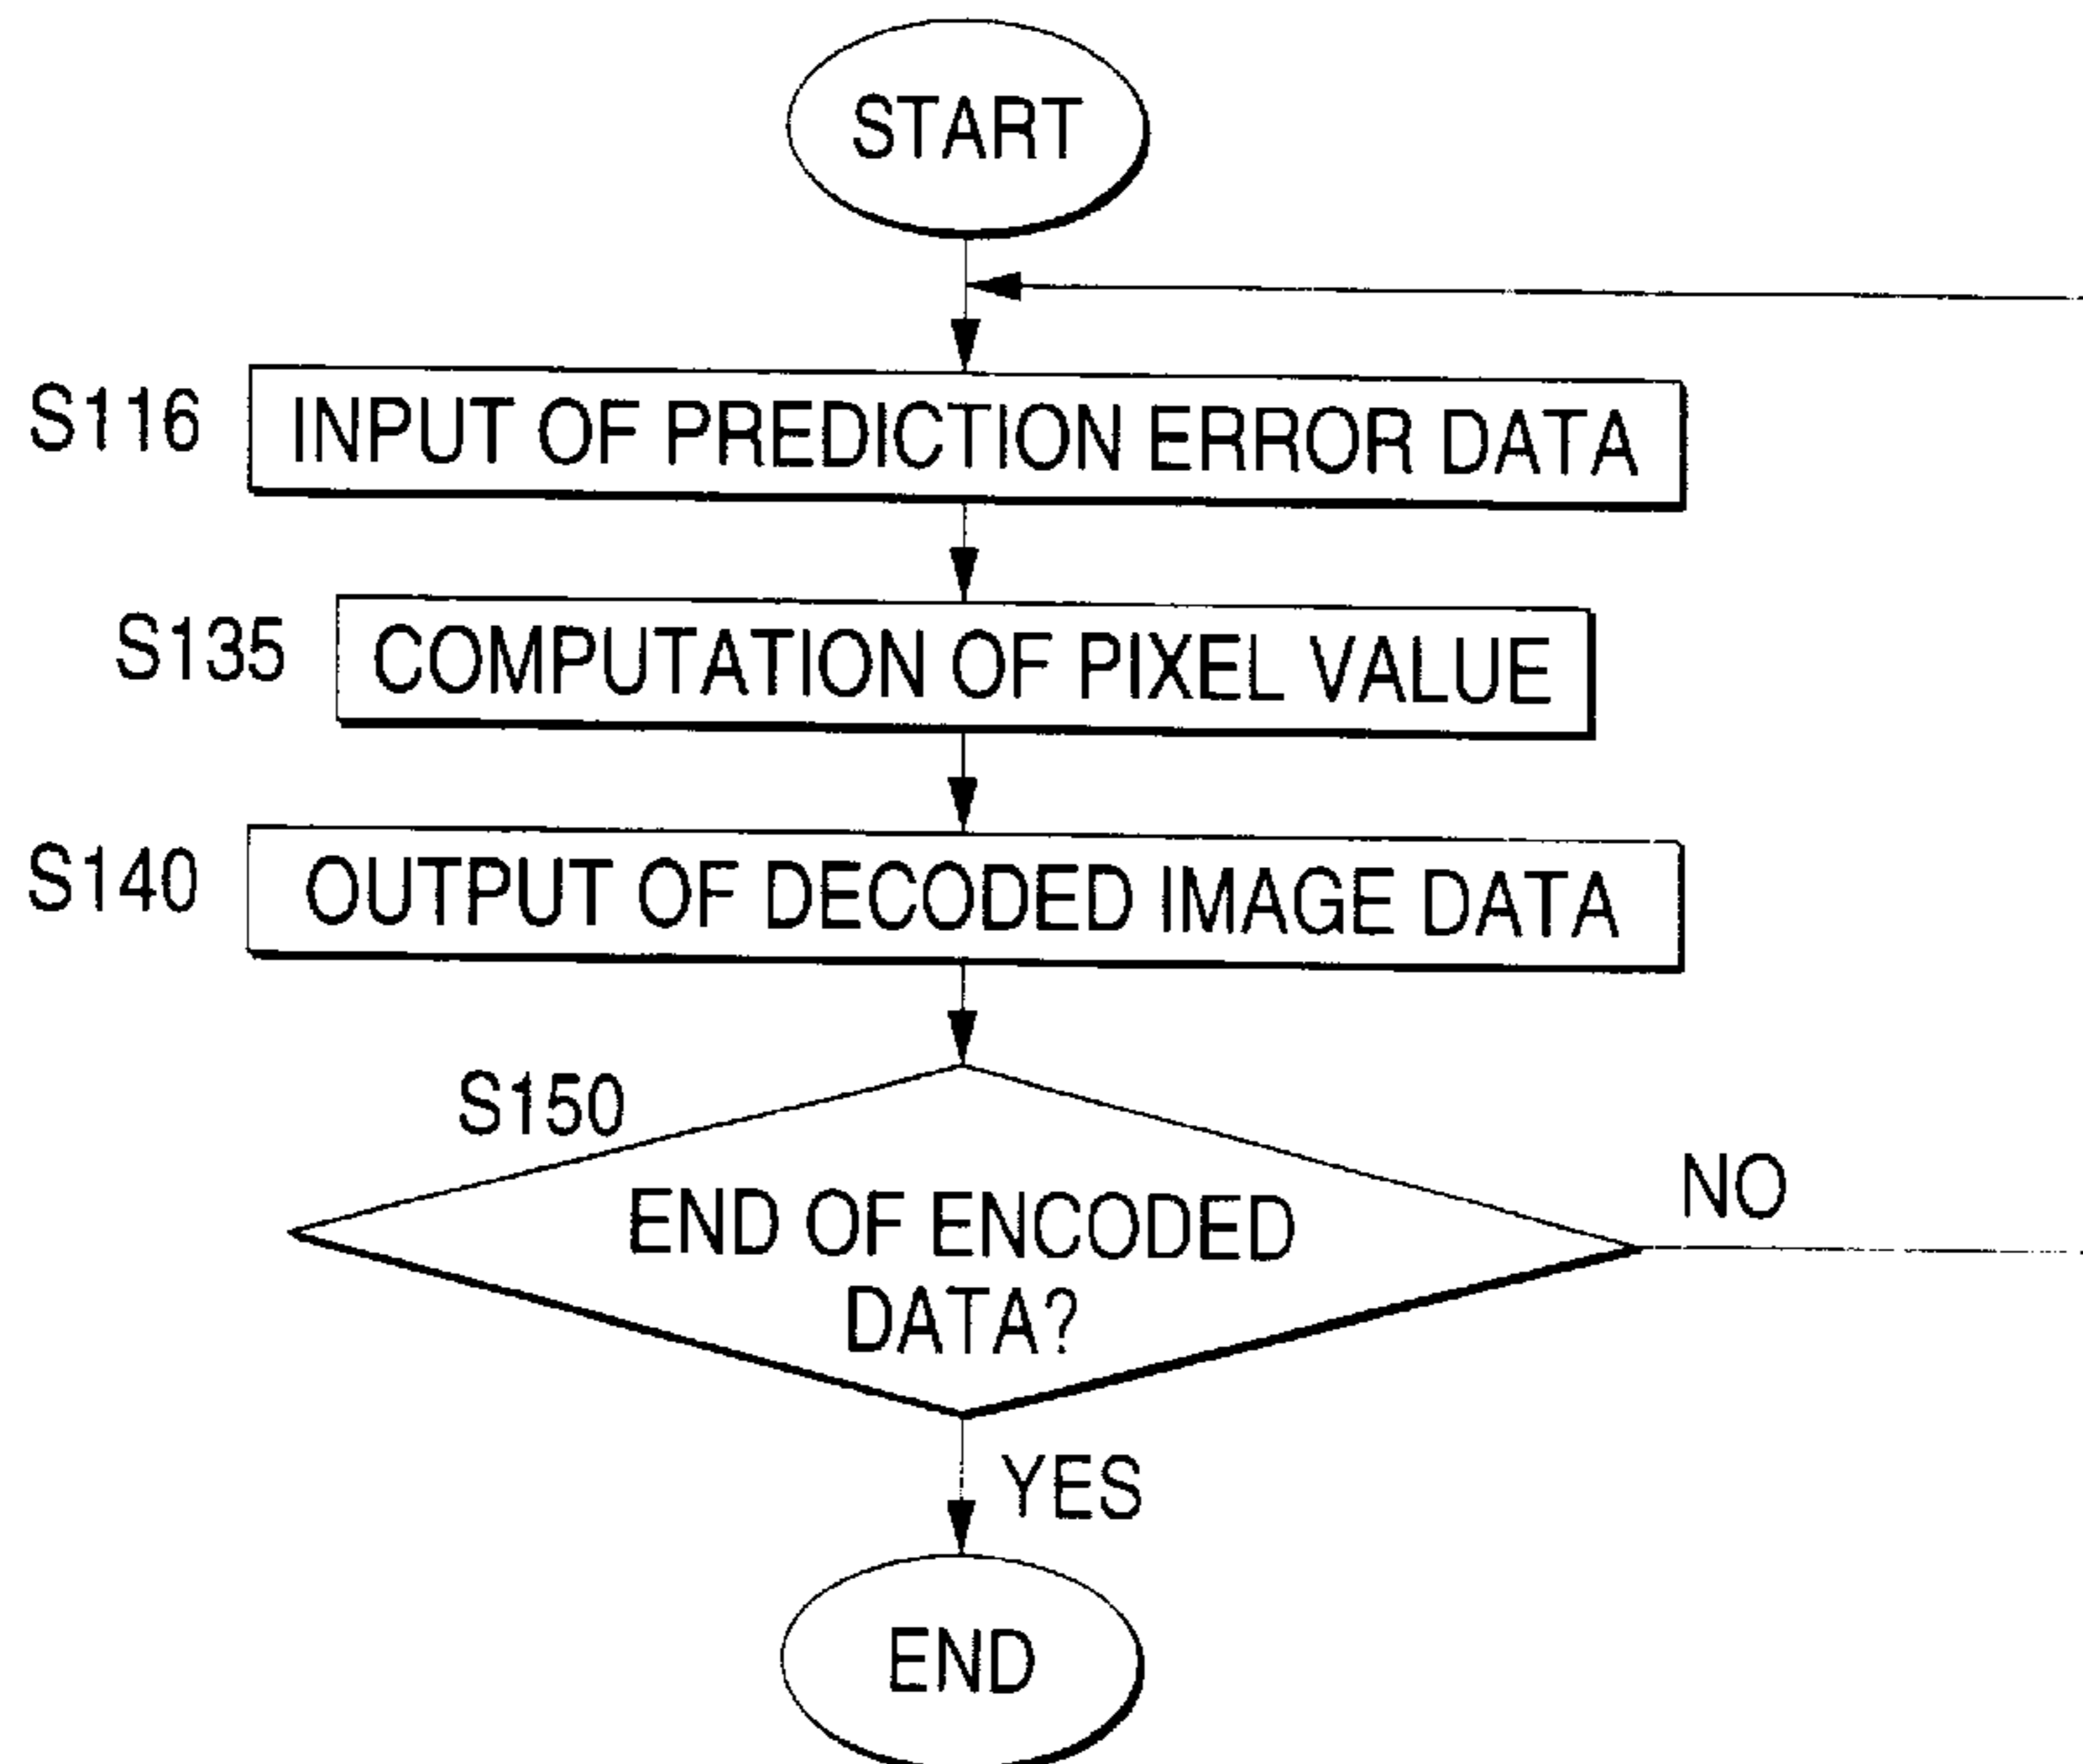 START
S116
INPUT OF PREDICTION ERROR DATA
S135
COMPUTATION OF PIXEL VALUE
S140
OUTPUT OF DECODED IMAGE DATA
S150
END OF ENCODED
DATA?
NO
YES
END